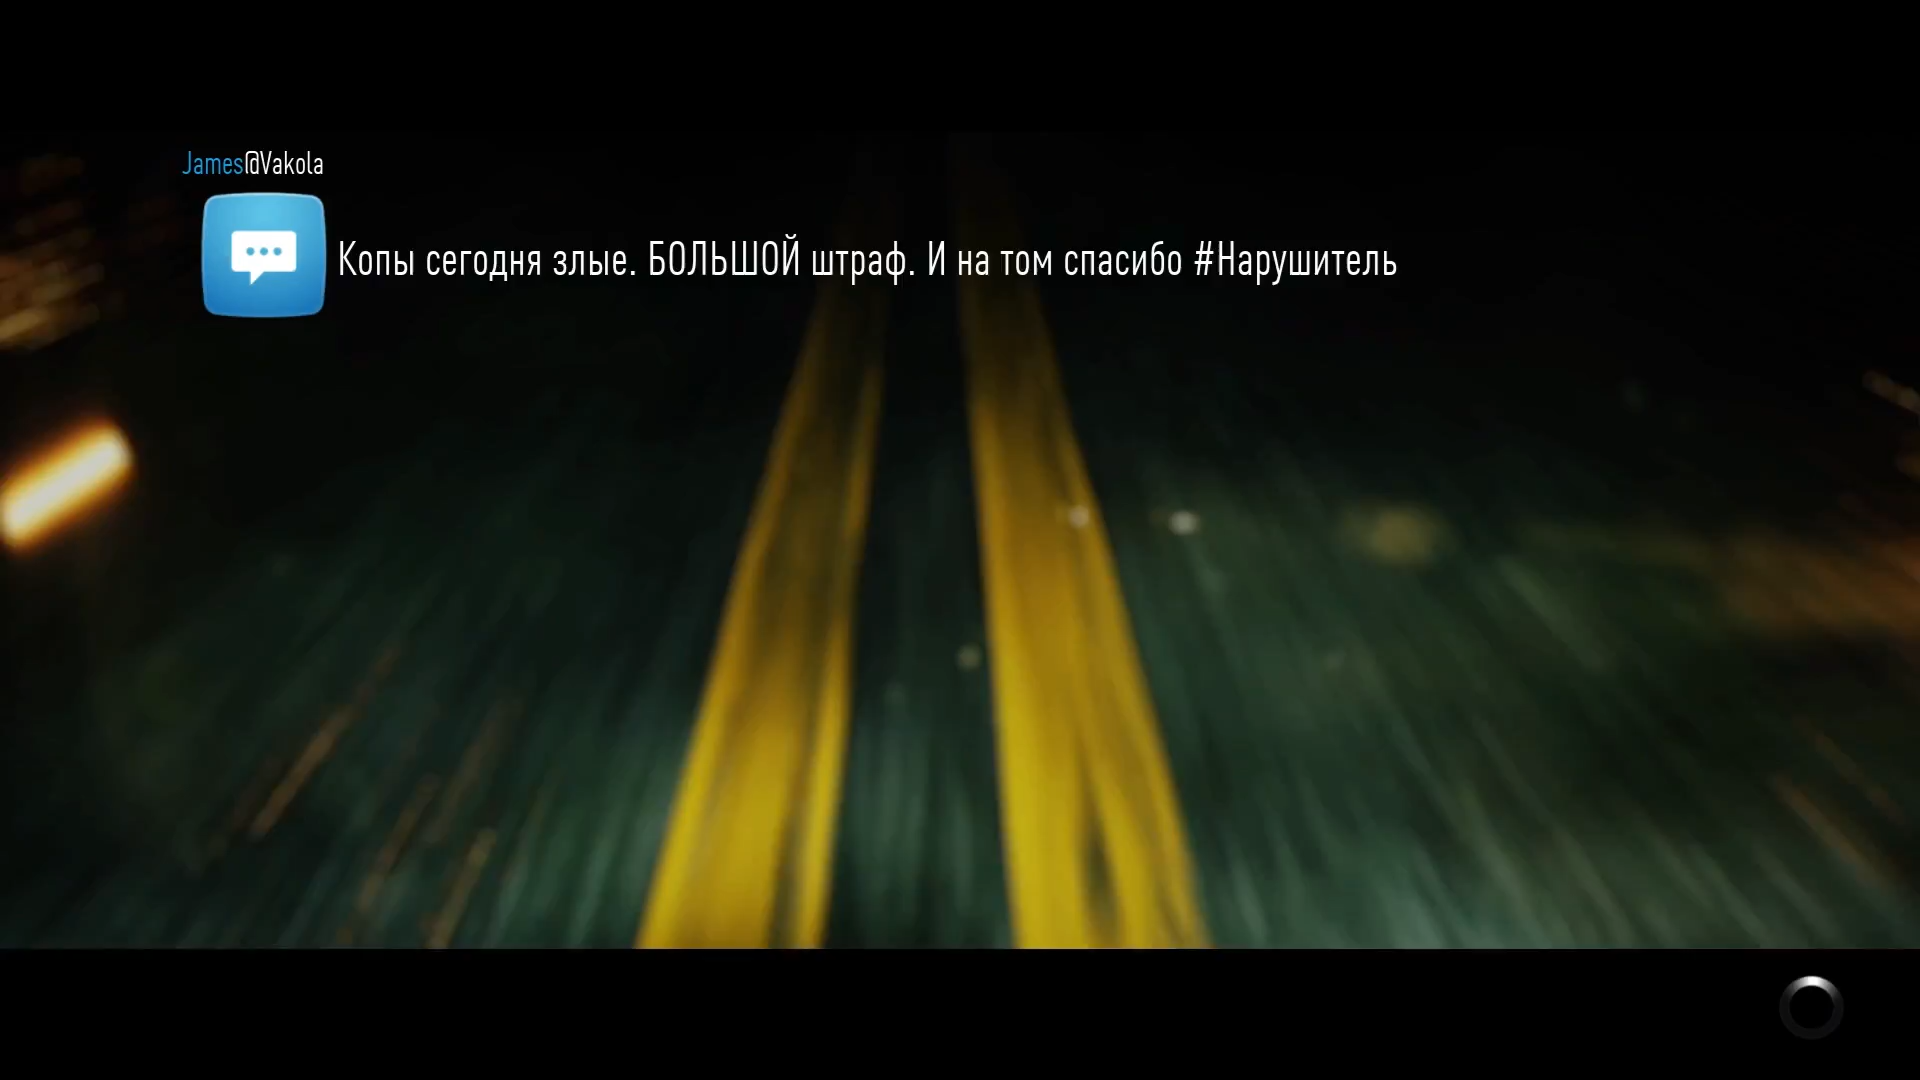 James@Vakola
Копы сегодня злые. БОЛЬШОЙ штраф. И на том спасибо #Нарушитель